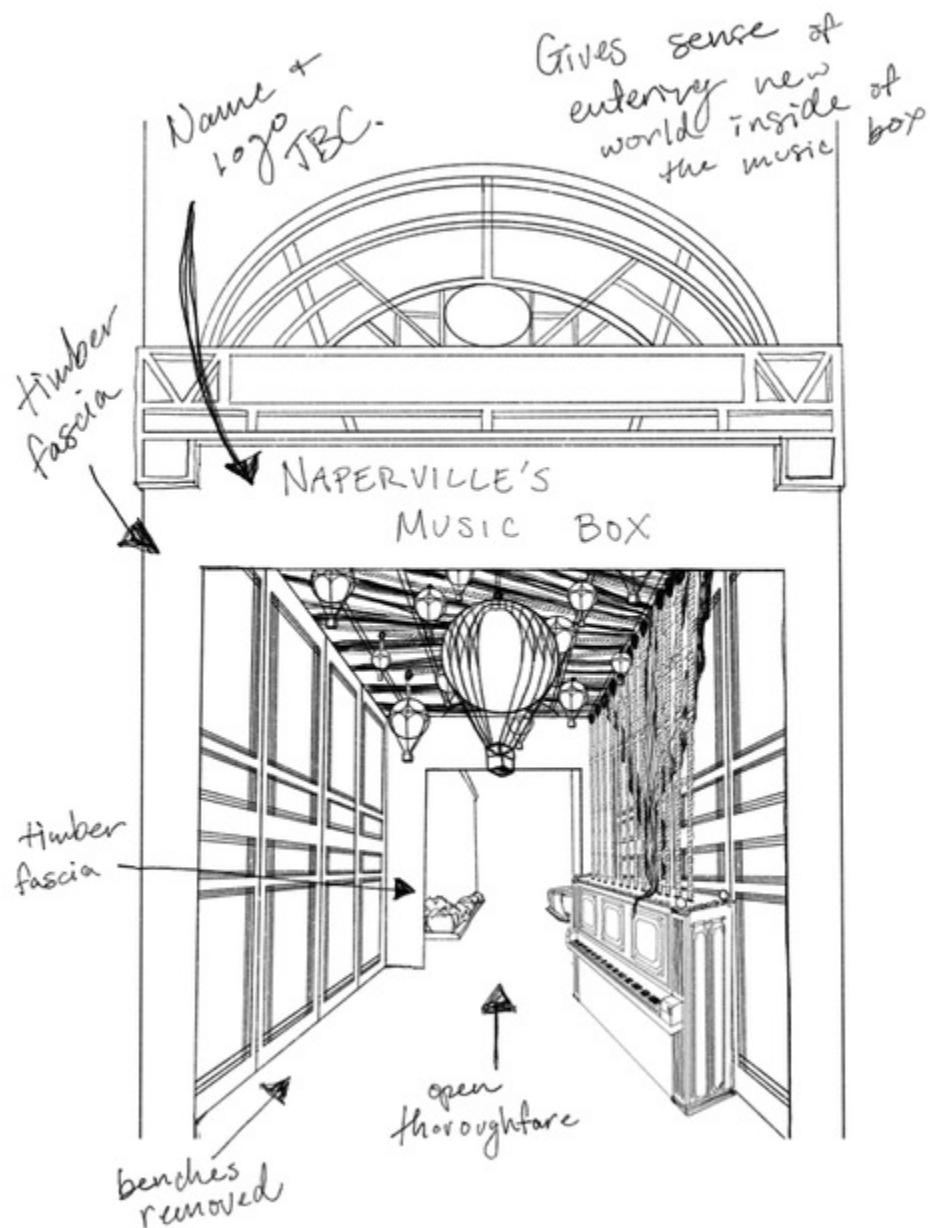 Name +
Logo
TBC.
Gives sense of
entering new
world inside of
the music box
timber
fascia
NAPERVILLE'S
MUSIC BOX
timber
fascia
open
thoroughfare
benches
removed